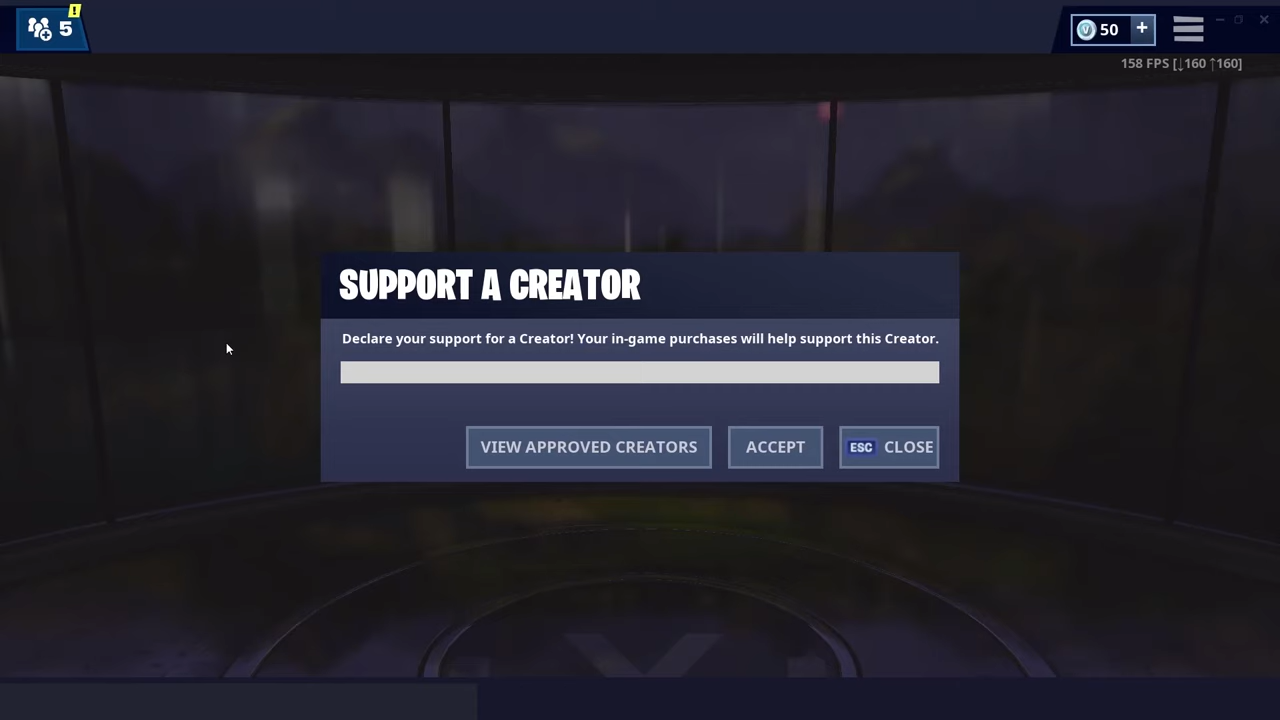 !
5
50 +
158 FPS [↓160 ↑160]
SUPPORT A CREATOR
Declare your support for a Creator! Your in-game purchases will help support this Creator.
VIEW APPROVED CREATORS ACCEPT ESC CLOSE